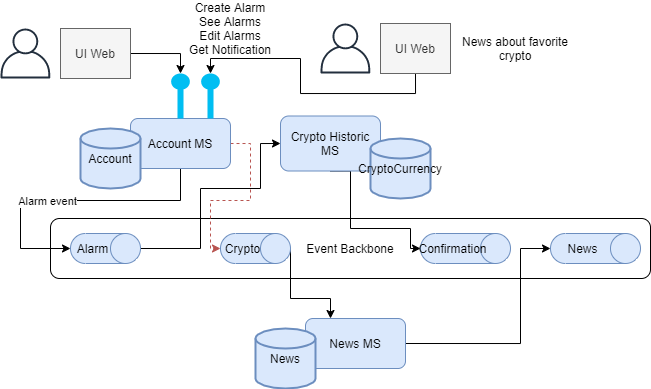 Create Alarm
See Alarms
Edit Alarms
Get Notification
UI Web
UI Web
News about favorite
crypto
Account MS
Account
Crypto Historic
MS
CryptoCurrency
Alarm event
Alarm
Crypto
Event Backbone
Confirmation
News
News MS
News